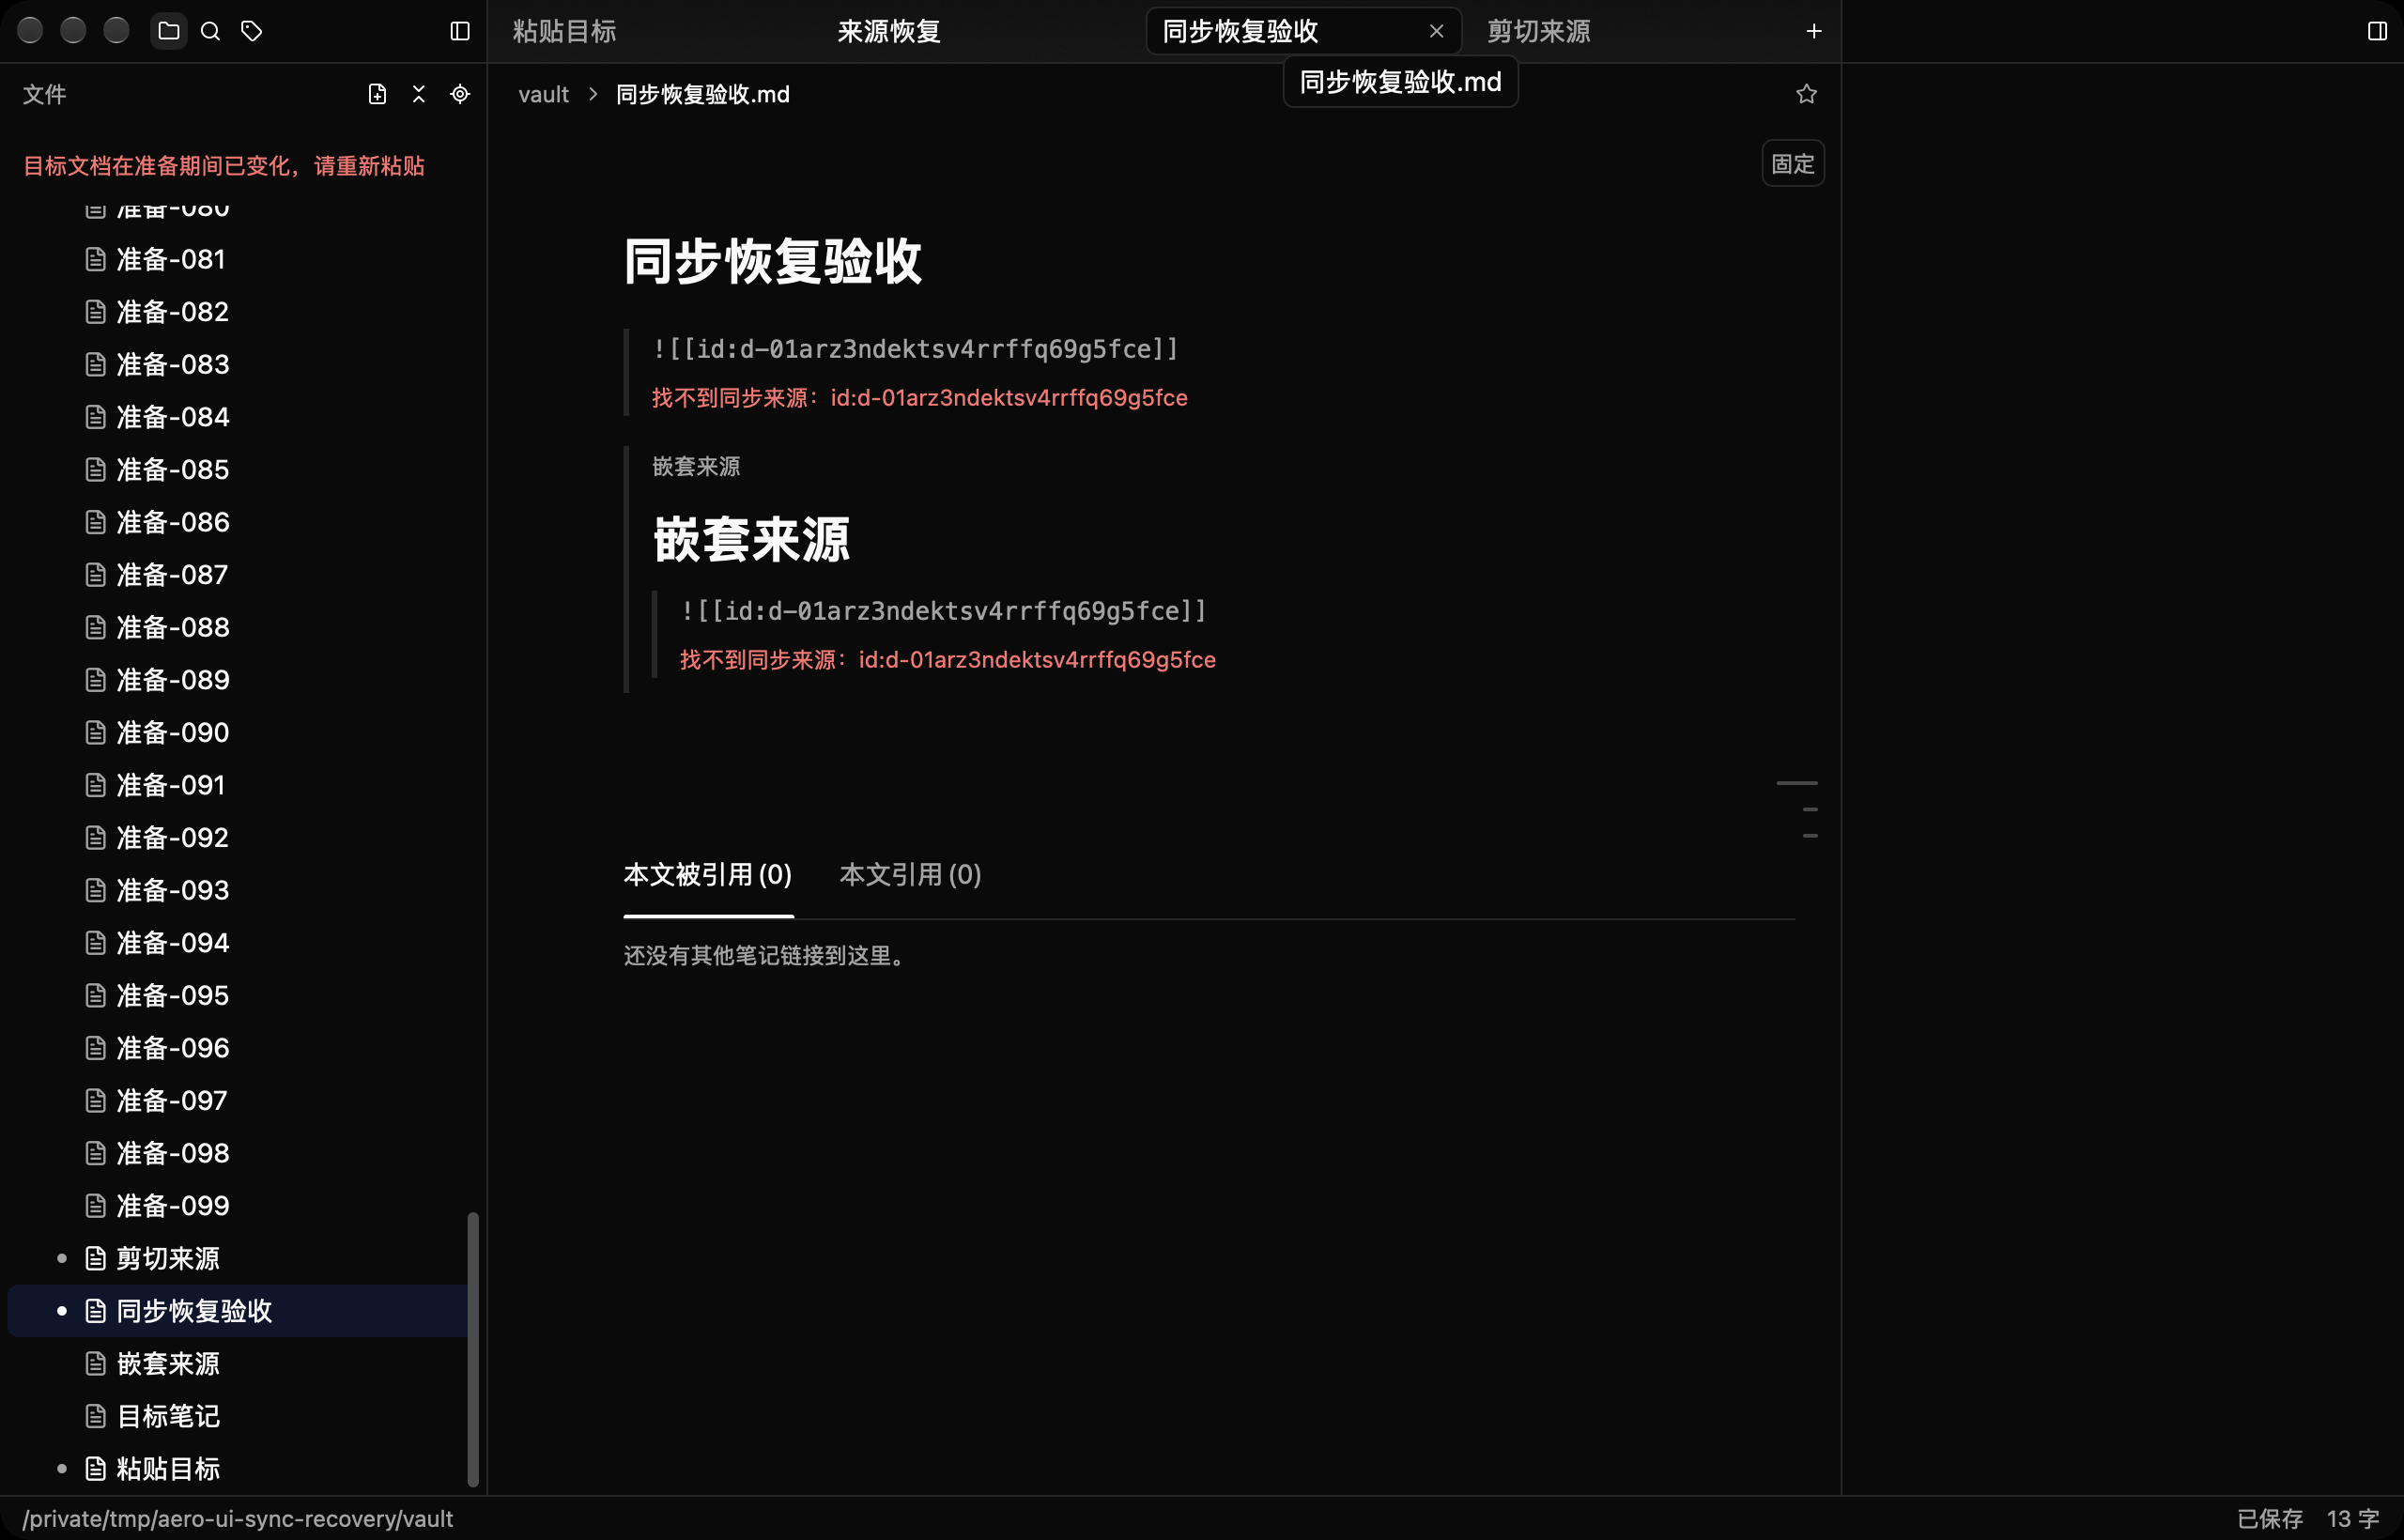 粘贴目标
来源恢复
同步恢复验收
剪切来源
同步恢复验收.md
文件
vault
同步恢复验收.md
目标文档在准备期间已变化，请重新粘贴
固定
准备-080
准备-081
准备-082
准备-083
准备-084
准备-085
准备-086
准备-087
准备-088
准备-089
准备-090
准备-091
准备-092
准备-093
准备-094
准备-095
准备-096
准备-097
准备-098
准备-099
剪切来源
同步恢复验收
嵌套来源
目标笔记
粘贴目标
同步恢复验收
![[id:d-01arz3ndektsv4rrffq69g5fce]]
找不到同步来源：id:d-01arz3ndektsv4rrffq69g5fce
嵌套来源
嵌套来源
![[id:d-01arz3ndektsv4rrffq69g5fce]]
找不到同步来源：id:d-01arz3ndektsv4rrffq69g5fce
本文被引用 (0)
本文引用 (0)
还没有其他笔记链接到这里。
/private/tmp/aero-ui-sync-recovery/vault
已保存
13 字